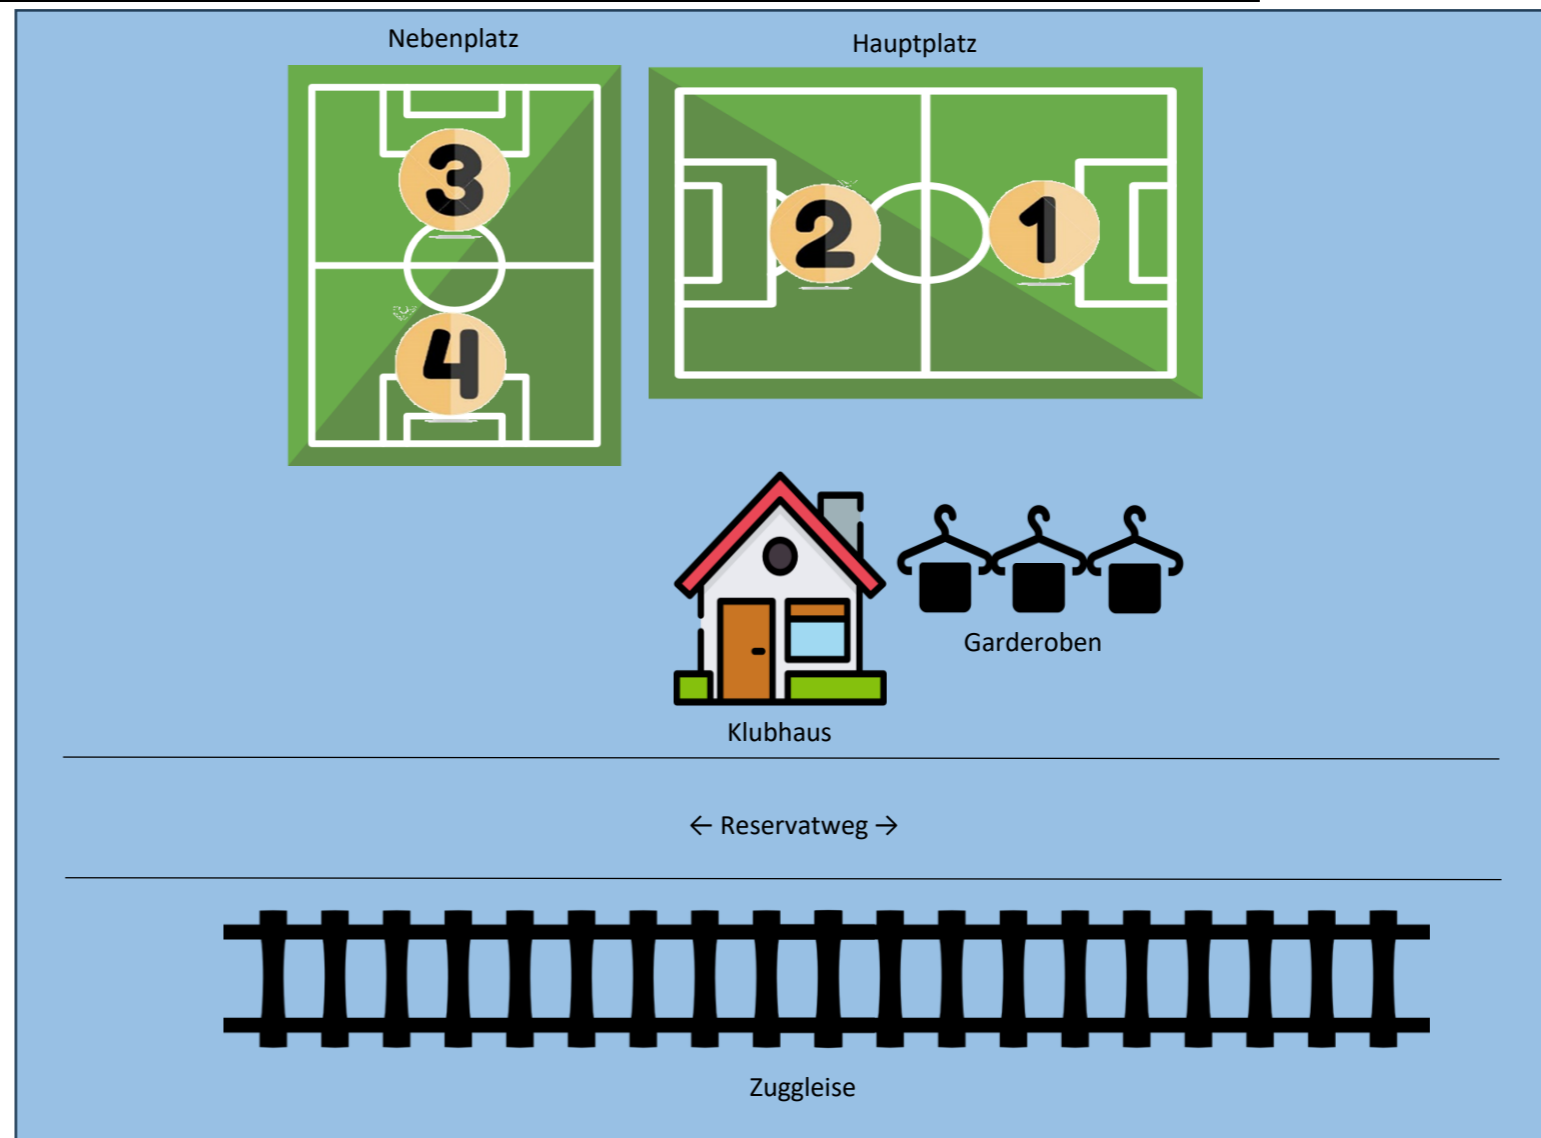 Nebenplatz
Hauptplatz
3
2
1
4
Garderoben
Klubhaus
← Reservatweg →
Zuggleise